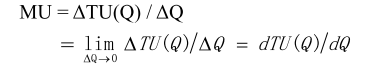 MU = ΔTU(Q) / ΔQ
= lim ΔTU(Q)/ΔQ = dTU(Q)/dQ
ΔQ→0